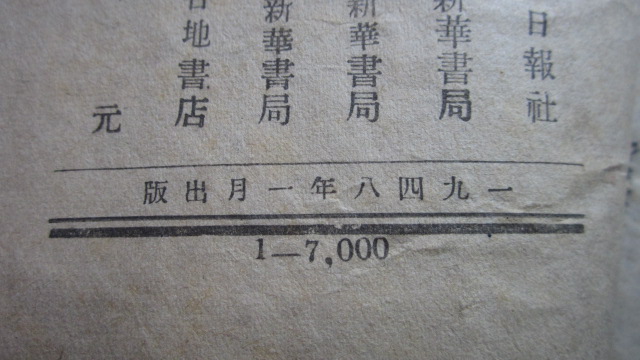 日報社
新華書局
新華書局
新華書局
地書店
元
一九四八年一月出版
1—7,000